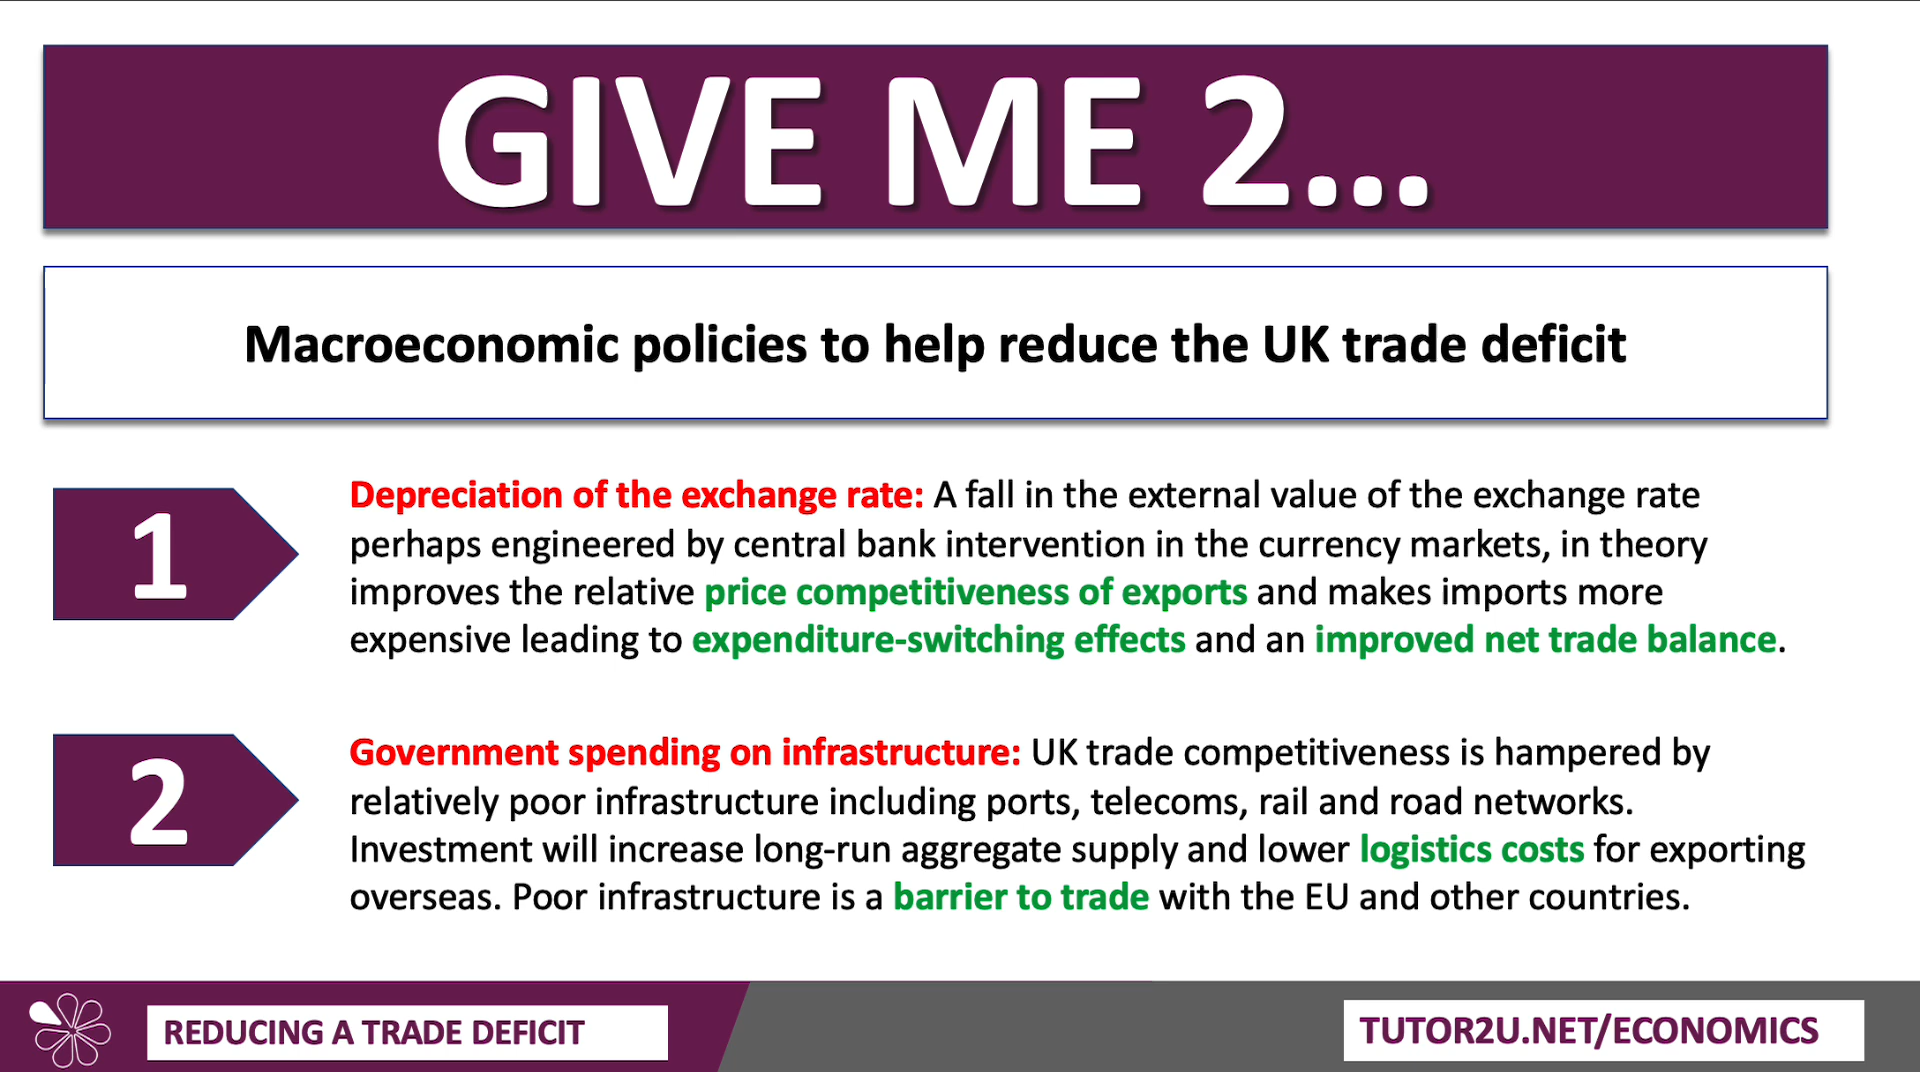 GIVE ME 2...
Macroeconomic policies to help reduce the UK trade deficit
1
Depreciation of the exchange rate: A fall in the external value of the exchange rate
perhaps engineered by central bank intervention in the currency markets, in theory
improves the relative price competitiveness of exports and makes imports more
expensive leading to expenditure-switching effects and an improved net trade balance.
2
Government spending on infrastructure: UK trade competitiveness is hampered by
relatively poor infrastructure including ports, telecoms, rail and road networks.
Investment will increase long-run aggregate supply and lower logistics costs for exporting
overseas. Poor infrastructure is a barrier to trade with the EU and other countries.
REDUCING A TRADE DEFICIT
TUTOR2U.NET/ECONOMICS